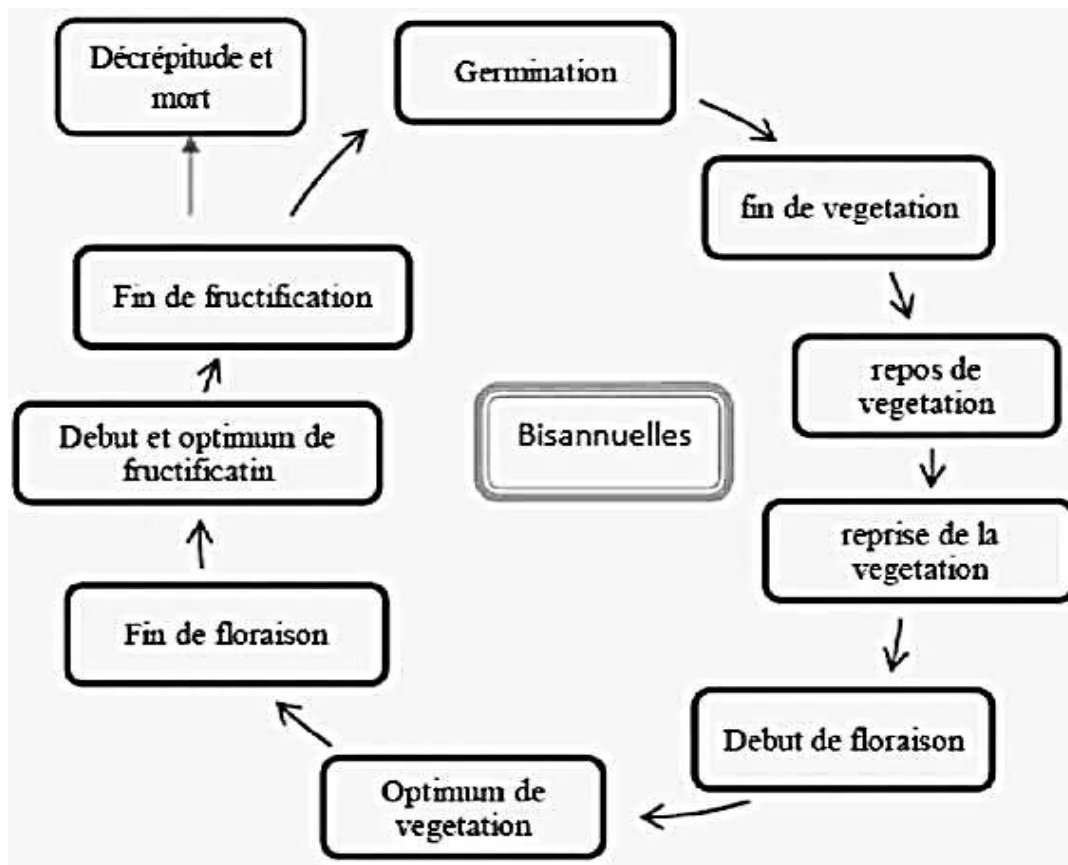 Décrépitude et
mort
Germination
fin de vegetation
Fin de fructification
repos de
vegetation
Debut et optimum de
fructificatin
Bisannuelles
reprise de la
vegetation
Fin de floraison
Debut de floraison
Optimum de
vegetation